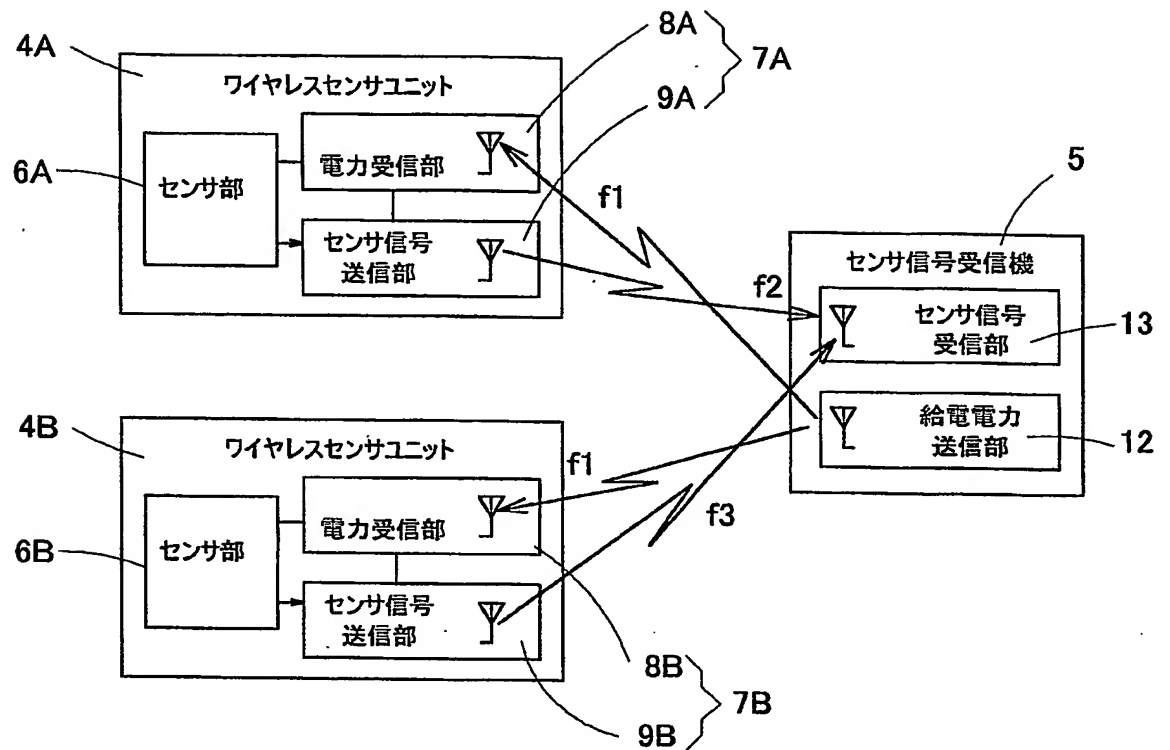 4A
ワイヤレスセンサユニット
8A
7A
9A
6A
センサ部
電力受信部
センサ信号
送信部
f1
f2
5
センサ信号受信機
センサ信号
受信部
13
給電電力
送信部
12
4B
ワイヤレスセンサユニット
f1
6B
センサ部
電力受信部
センサ信号
送信部
f3
8B
7B
9B